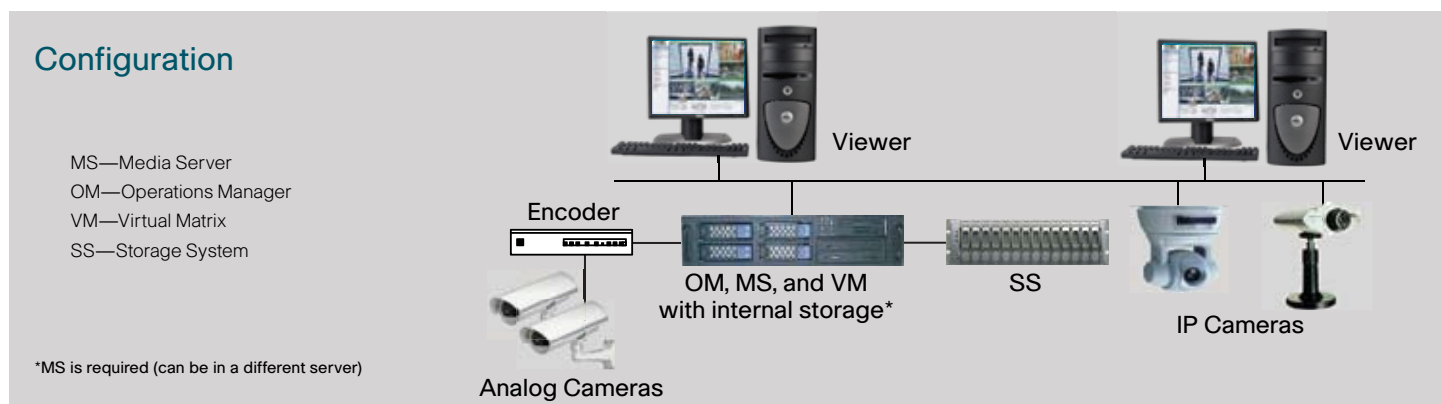 Configuration
MS—Media Server
OM—Operations Manager
VM—Virtual Matrix
SS—Storage System
*MS is required (can be in a different server)
Viewer
Viewer
Encoder
OM, MS, and VM
with internal storage*
SS
IP Cameras
Analog Cameras